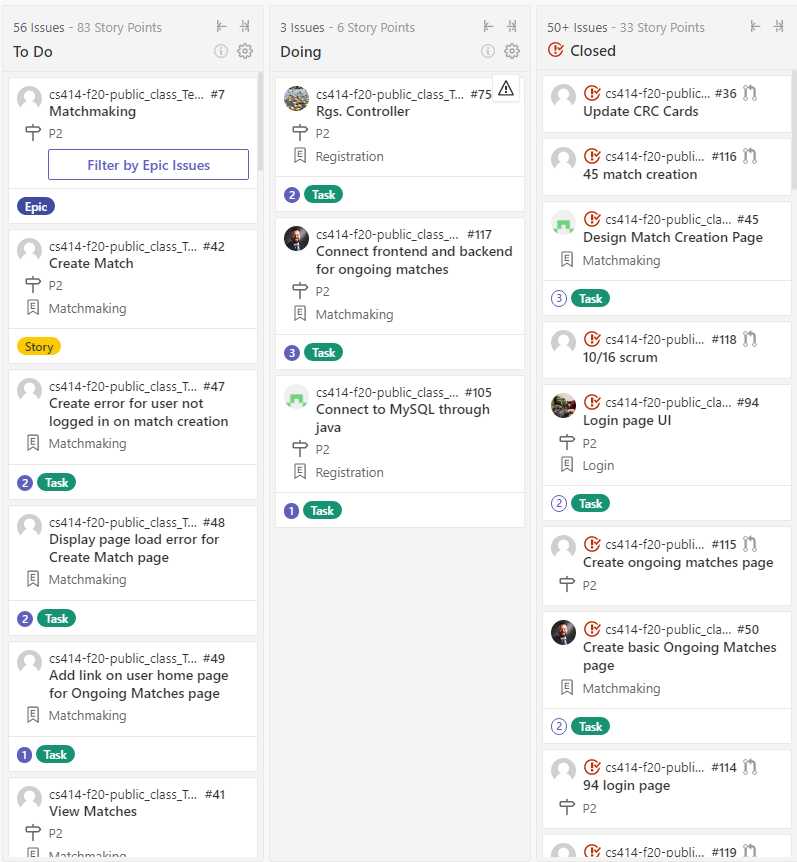 56 Issues - 83 Story Points
To Do
cs414-f20-public_class_Te... #7
Matchmaking
P2
Filter by Epic Issues
Epic
cs414-f20-public_class_T... #42
Create Match
P2
Matchmaking
Story
cs414-f20-public_class_T... #47
Create error for user not
logged in on match creation
Matchmaking
2 Task
cs414-f20-public_class_T... #48
Display page load error for
Create Match page
Matchmaking
2 Task
cs414-f20-public_class_T... #49
Add link on user home page
for Ongoing Matches page
Matchmaking
1 Task
cs414-f20-public_class_T... #41
View Matches
P2
Matchmaking
3 Issues - 6 Story Points
Doing
cs414-f20-public_class_T... #75
Rgs. Controller
P2
Registration
2 Task
cs414-f20-public_class_... #117
Connect frontend and backend
for ongoing matches
P2
Matchmaking
3 Task
cs414-f20-public_class_... #105
Connect to MySQL through
java
P2
Registration
1 Task
50+ Issues - 33 Story Points
Closed
cs414-f20-public... #36
Update CRC Cards
cs414-f20-publi... #116
45 match creation
cs414-f20-public_cla... #45
Design Match Creation Page
Matchmaking
3 Task
cs414-f20-publi... #118
10/16 scrum
cs414-f20-public_cla... #94
Login page UI
P2
Login
2 Task
cs414-f20-publi... #115
Create ongoing matches page
P2
cs414-f20-public_cla... #50
Create basic Ongoing Matches
page
Matchmaking
2 Task
cs414-f20-publi... #114
94 login page
P2
cs414-f20-publi... #119